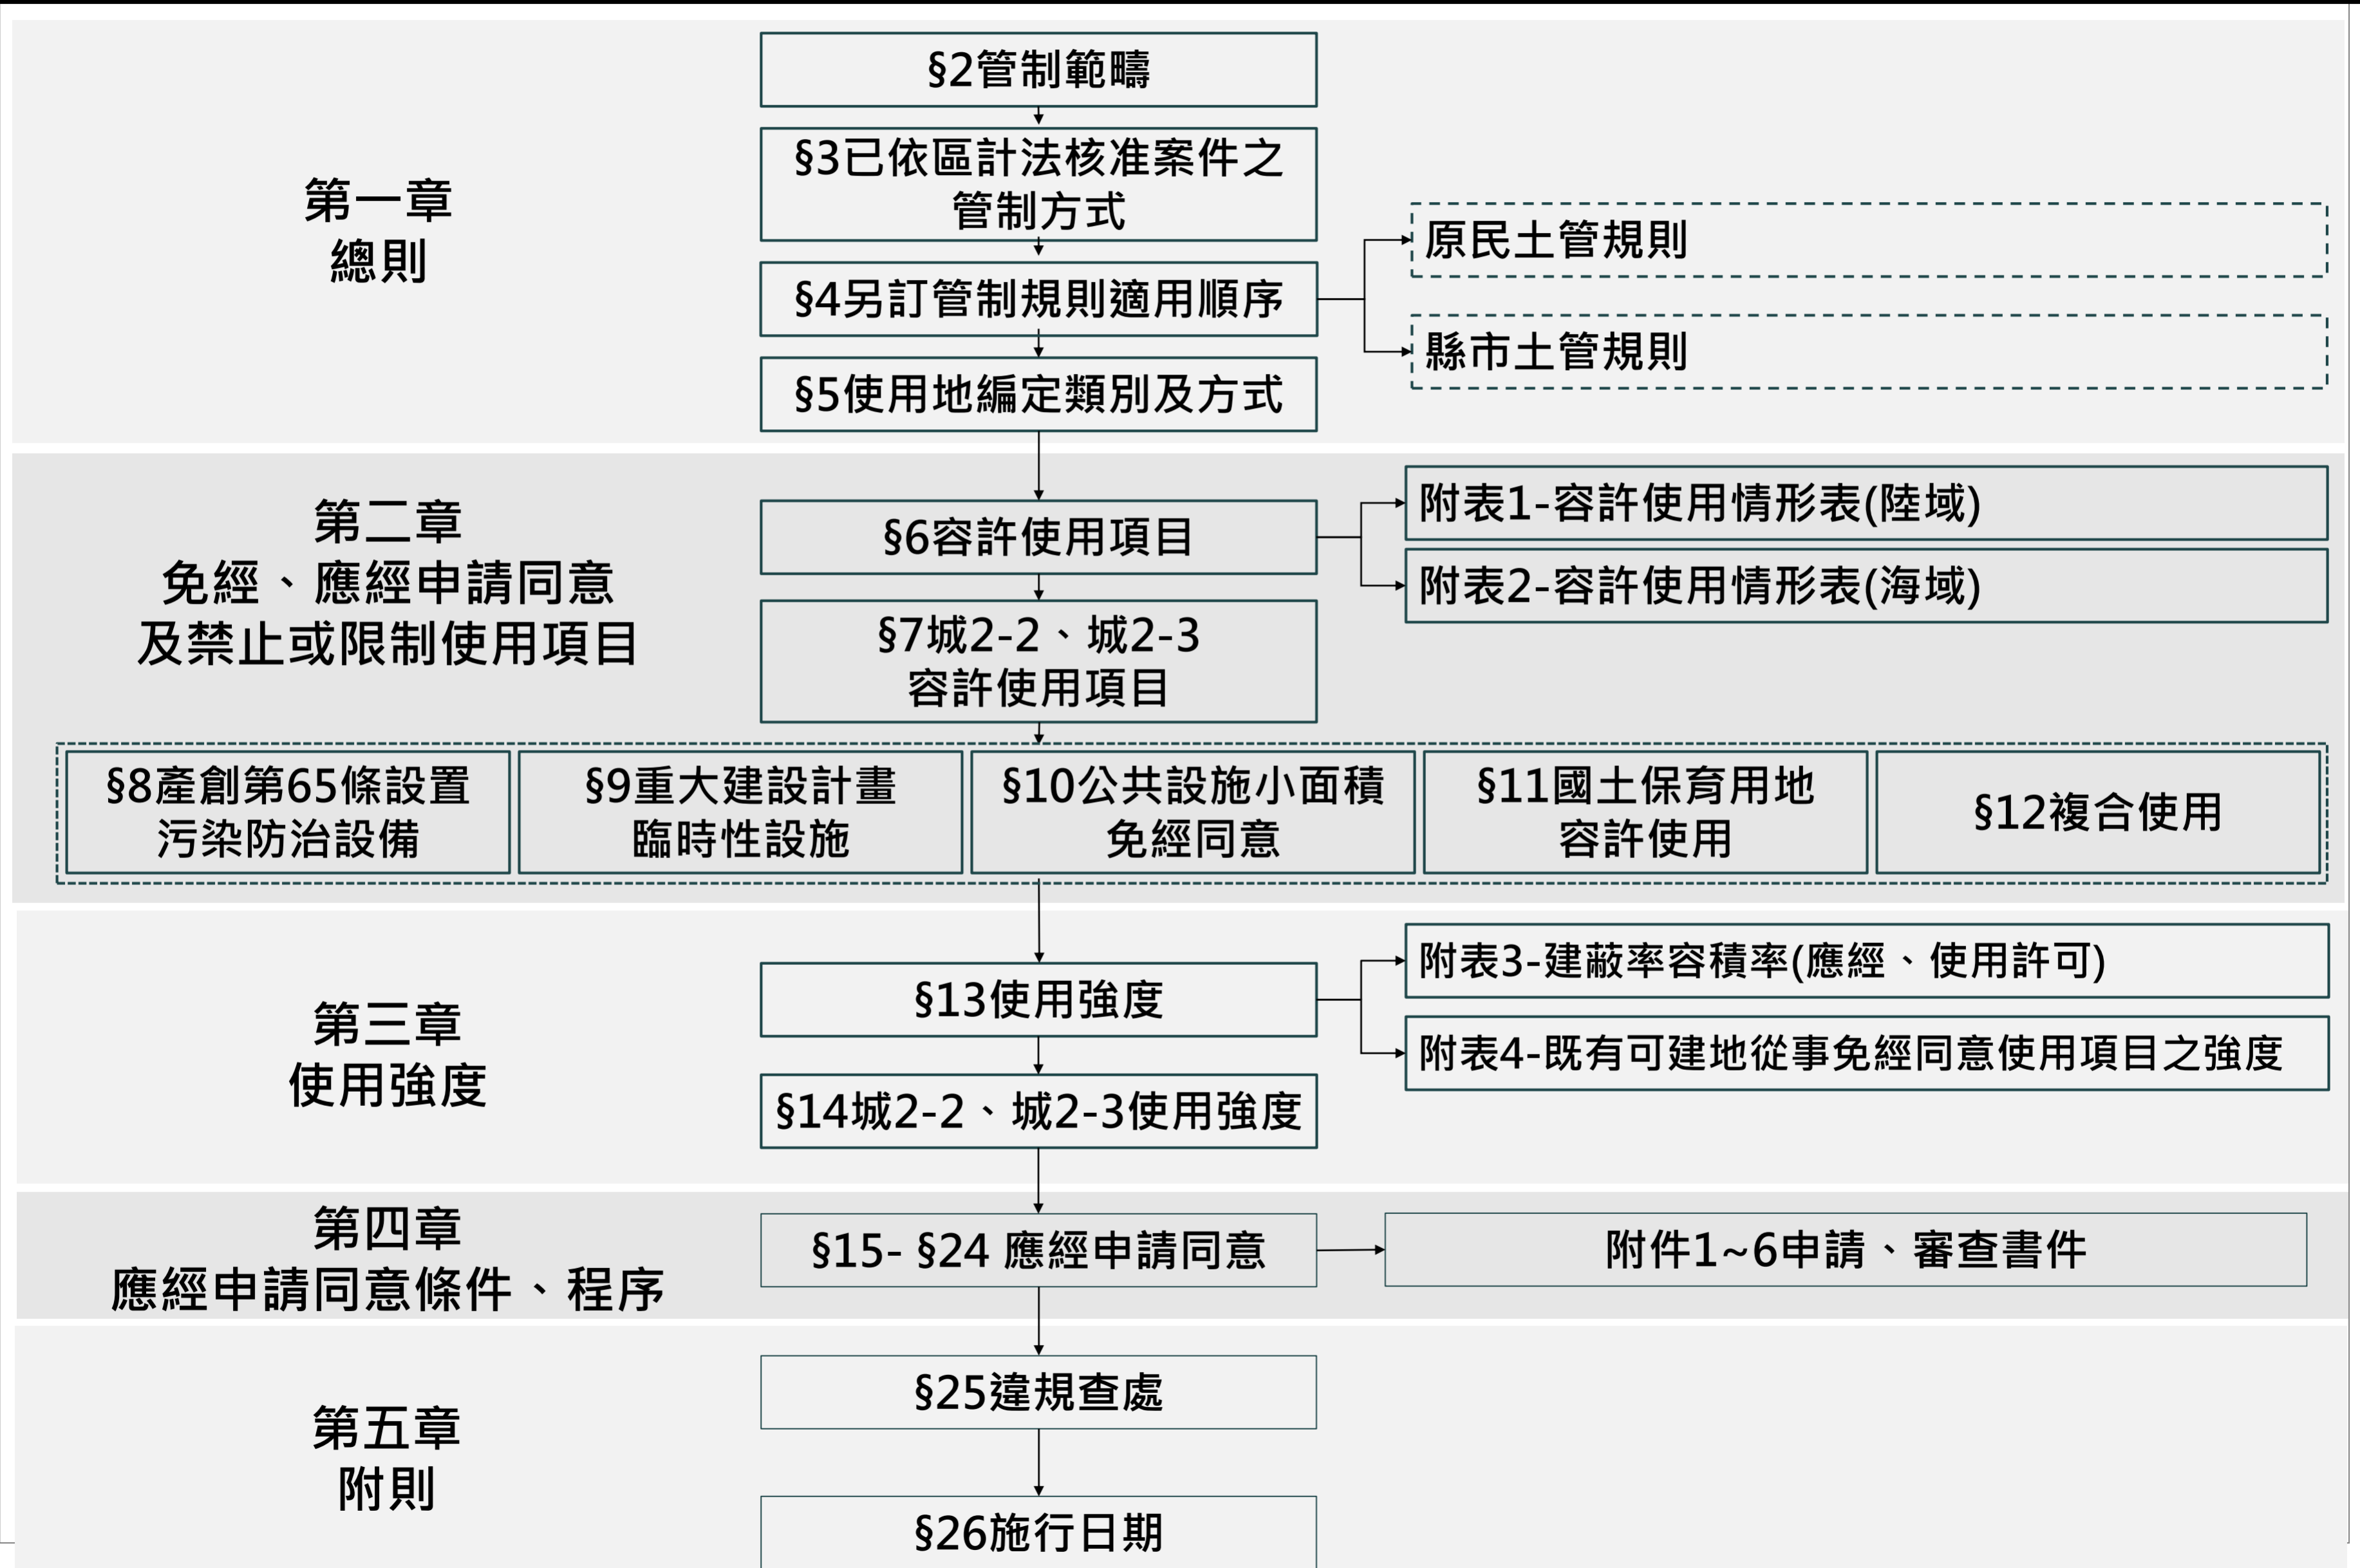 第一章
總則
§2管制範疇
§3已依區計法核准案件之
管制方式
§4另訂管制規則適用順序
原民土管規則
縣市土管規則
§5使用地編定類別及方式
第二章
免經、應經申請同意
及禁止或限制使用項目
§6容許使用項目
附表1-容許使用情形表(陸域)
附表2-容許使用情形表(海域)
§7城2-2、城2-3
容許使用項目
§8產創第65條設置
污染防治設備
§9重大建設計畫
臨時性設施
§10公共設施小面積
免經同意
§11國土保育用地
容許使用
§12複合使用
第三章
使用強度
§13使用強度
附表3-建蔽率容積率(應經、使用許可)
附表4-既有可建地從事免經同意使用項目之強度
§14城2-2、城2-3使用強度
第四章
應經申請同意條件、程序
§15- §24 應經申請同意
附件1~6申請、審查書件
第五章
附則
§25違規查處
§26施行日期